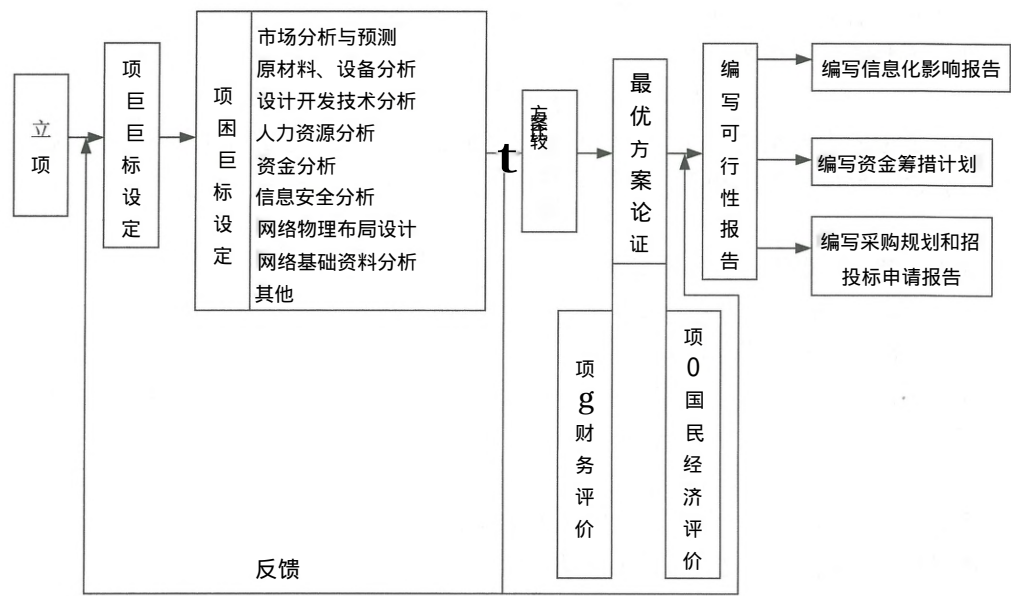 立项
项巨巨标设定
项困巨标设定
市场分析与预测
原材料、设备分析
设计开发技术分析
人力资源分析
资金分析
信息安全分析
网络物理布局设计
网络基础资料分析
其他
t
最优方案论证
项g财务评价
项0国民经济评价
编写可行性报告
编写信息化影响报告
编写资金筹措计划
编写采购规划和招
投标申请报告
反馈